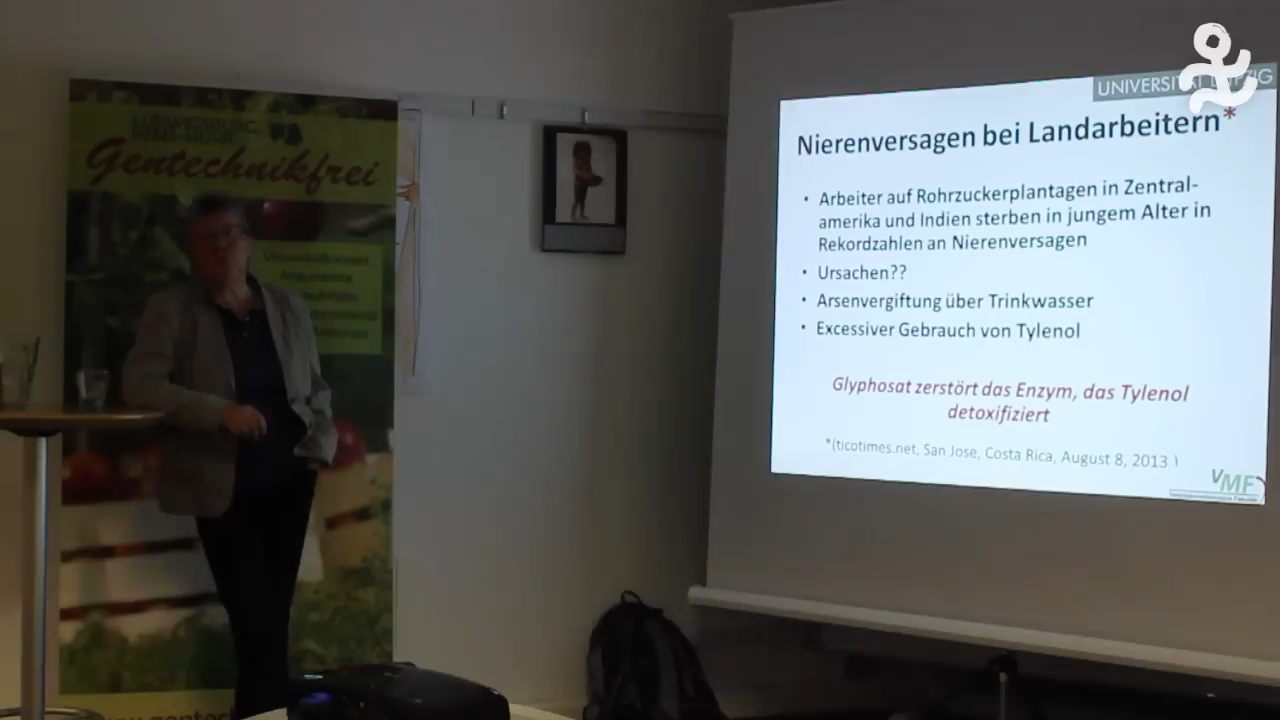 Gentechnikfrei
UNIVERSITÄT LEIPZIG
Nierenversagen bei Landarbeitern*
• Arbeiter auf Rohrzuckerplantagen in Zentral-
amerika und Indien sterben in jungem Alter in
Rekordzahlen an Nierenversagen
• Ursachen??
• Arsenvergiftung über Trinkwasser
• Excessiver Gebrauch von Tylenol
Glyphosat zerstört das Enzym, das Tylenol
detoxifiziert
*(ticotimes.net, San Jose, Costa Rica, August 8, 2013 )
VMF